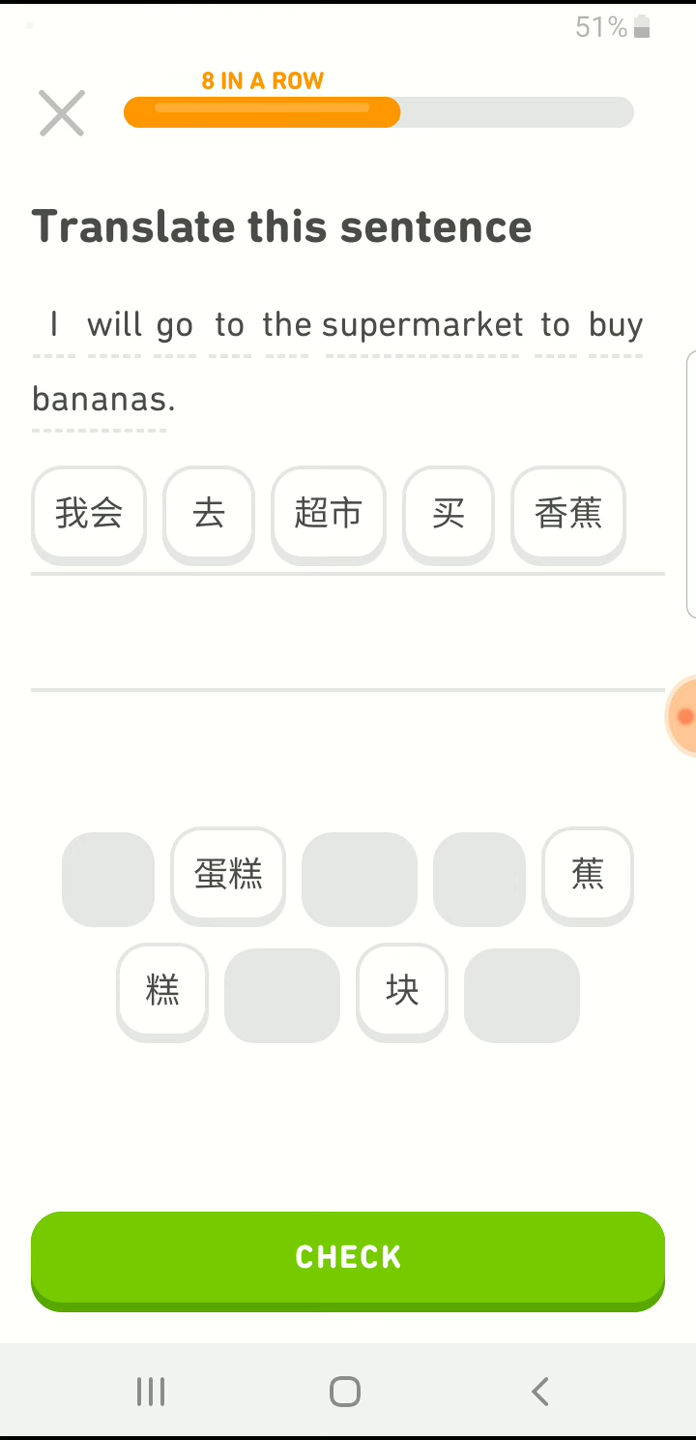 51%
8 IN A ROW
Translate this sentence
I will go to the supermarket to buy
bananas.
我会 去 超市 买 香蕉
蛋糕 蕉
糕 块
CHECK